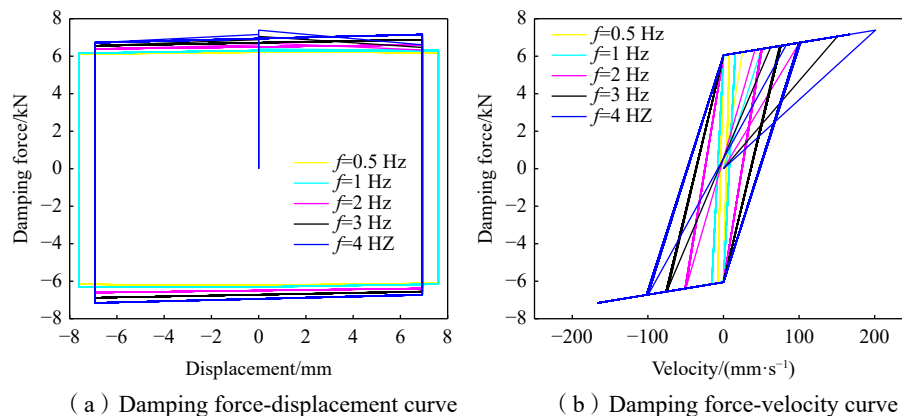 8
6
4
2
0
−2
−4
−6
−8
Damping force/kN
f=0.5 Hz
f=1 Hz
f=2 Hz
f=3 Hz
f=4 HZ
−8 −6 −4 −2 0 2 4 6 8
Displacement/mm
( a ) Damping force-displacement curve
8
6
4
2
0
−2
−4
−6
−8
Damping force/kN
f=0.5 Hz
f=1 Hz
f=2 Hz
f=3 Hz
f=4 HZ
−200 −100 0 100 200
Velocity/(mm·s⁻¹)
( b ) Damping force-velocity curve